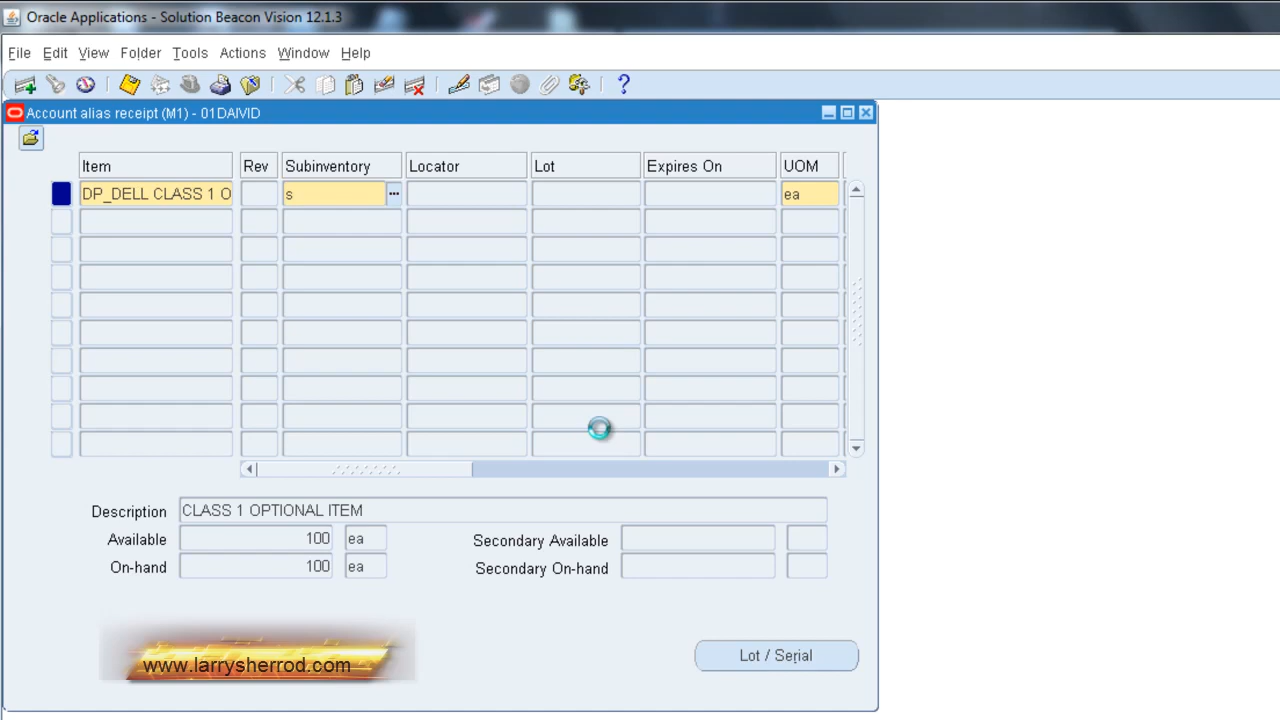 Oracle Applications - Solution Beacon Vision 12.1.3
File Edit View Folder Tools Actions Window Help
Account alias receipt (M1) - 01DAIVID
Item Rev Subinventory Locator Lot Expires On UOM
DP_DELL CLASS 1 O s ea
Description CLASS 1 OPTIONAL ITEM
Available 100 ea Secondary Available
On-hand 100 ea Secondary On-hand
www.larrysherrod.com
Lot / Serial